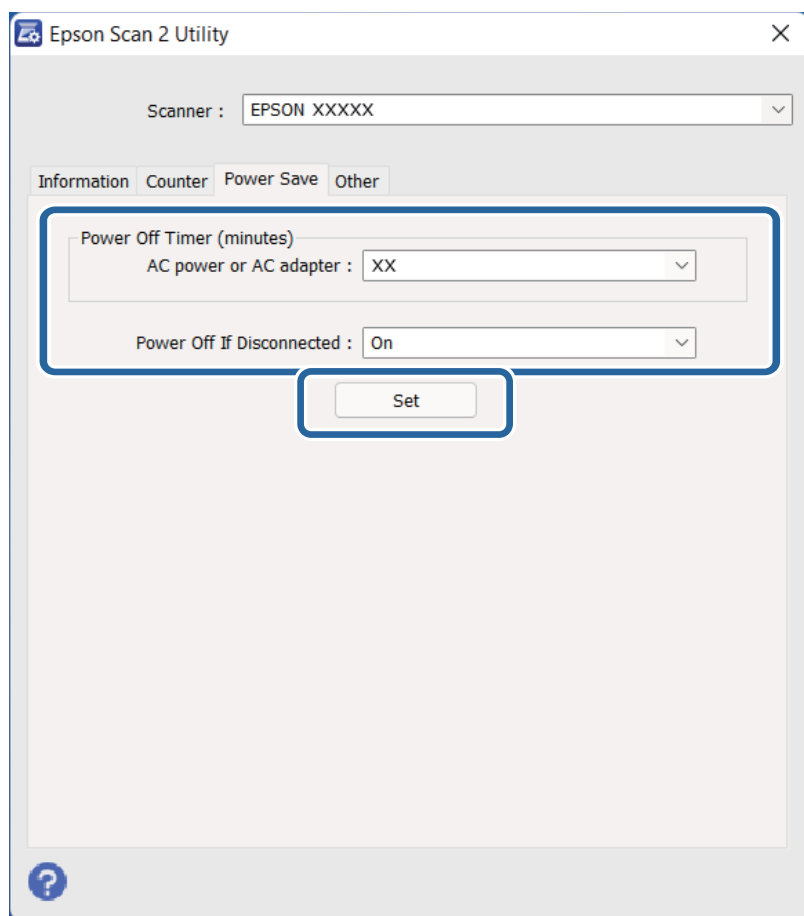 Epson Scan 2 Utility
Scanner : EPSON XXXXX
Information Counter Power Save Other
Power Off Timer (minutes)
AC power or AC adapter : XX
Power Off If Disconnected : On
Set
?